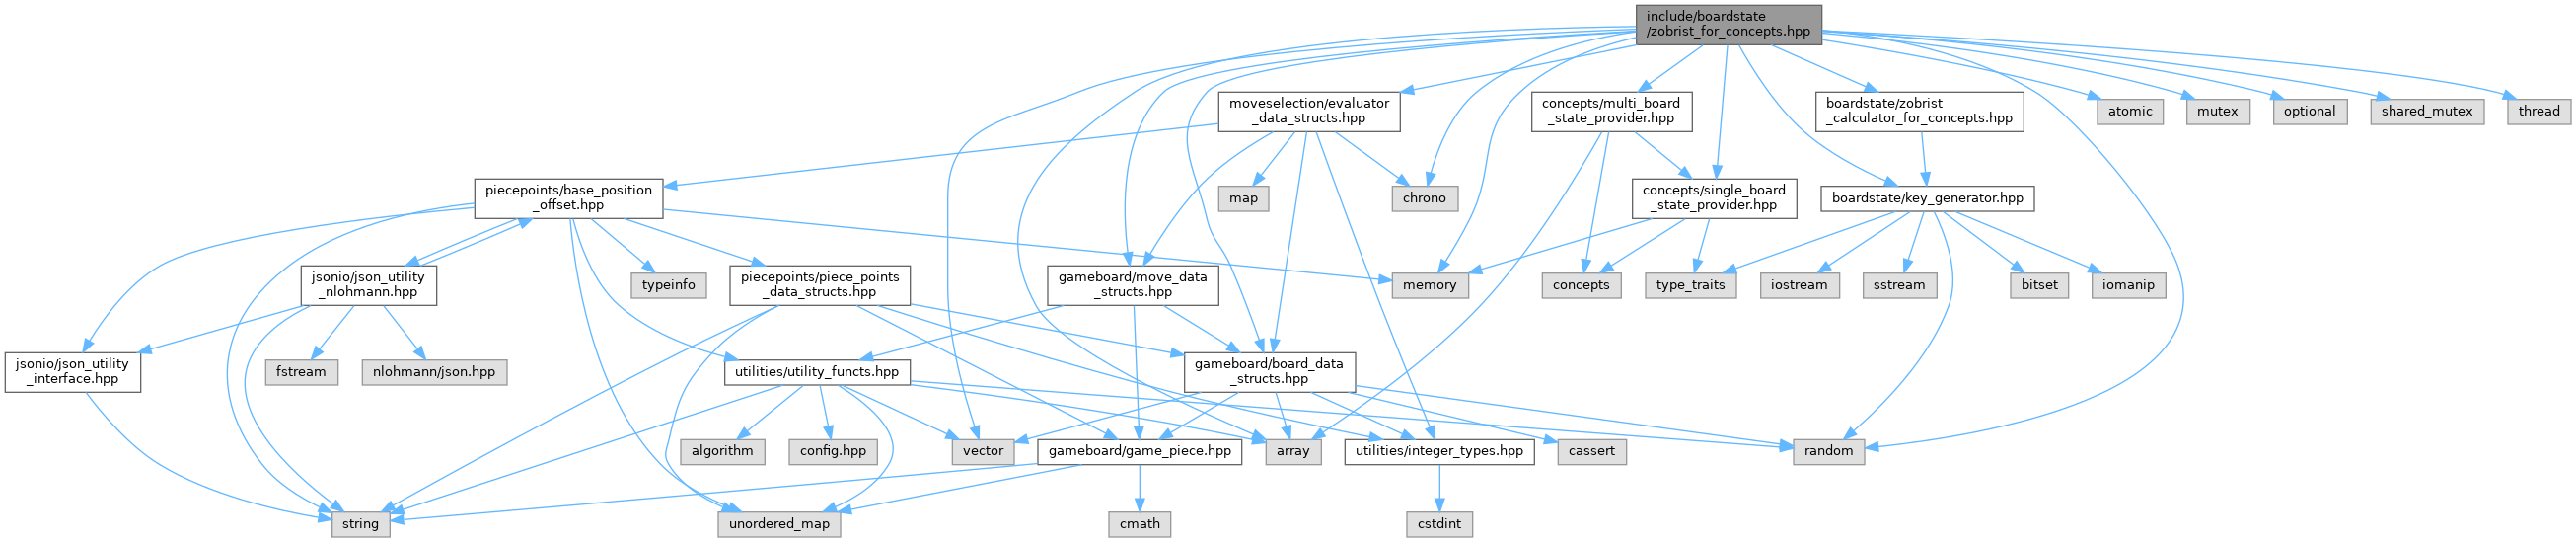 include/boardstate
/zobrist_for_concepts.hpp
moveselection/evaluator
_data_structs.hpp
concepts/multi_board
_state_provider.hpp
boardstate/zobrist
_calculator_for_concepts.hpp
atomic
mutex
optional
shared_mutex
thread
piecepoints/base_position
_offset.hpp
map
chrono
concepts/single_board
_state_provider.hpp
boardstate/key_generator.hpp
jsonio/json_utility
_nlohmann.hpp
typeinfo
piecepoints/piece_points
_data_structs.hpp
gameboard/move_data
_structs.hpp
memory
concepts
type_traits
iostream
sstream
bitset
iomanip
jsonio/json_utility
_interface.hpp
fstream
nlohmann/json.hpp
utilities/utility_functs.hpp
gameboard/board_data
_structs.hpp
algorithm
config.hpp
vector
gameboard/game_piece.hpp
array
utilities/integer_types.hpp
cassert
random
string
unordered_map
cmath
cstdint